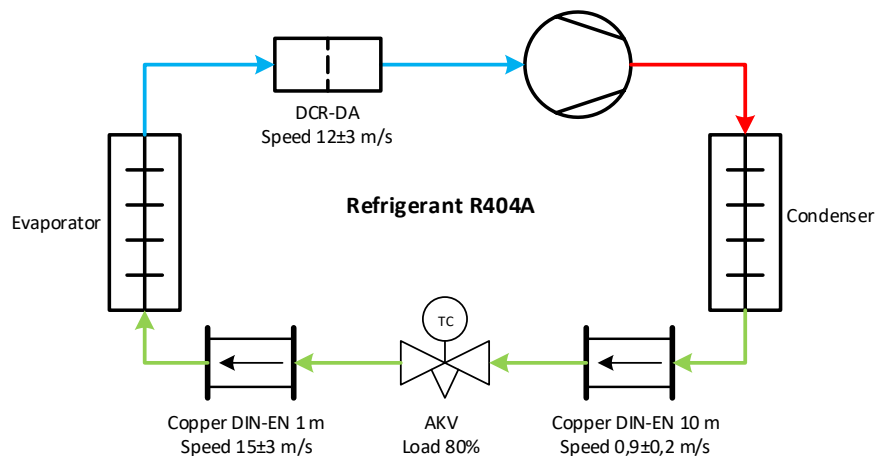 DCR-DA
Speed 12±3 m/s
Evaporator
Refrigerant R404A
Condenser
TC
Copper DIN-EN 1 m
Speed 15±3 m/s
AKV
Load 80%
Copper DIN-EN 10 m
Speed 0,9±0,2 m/s